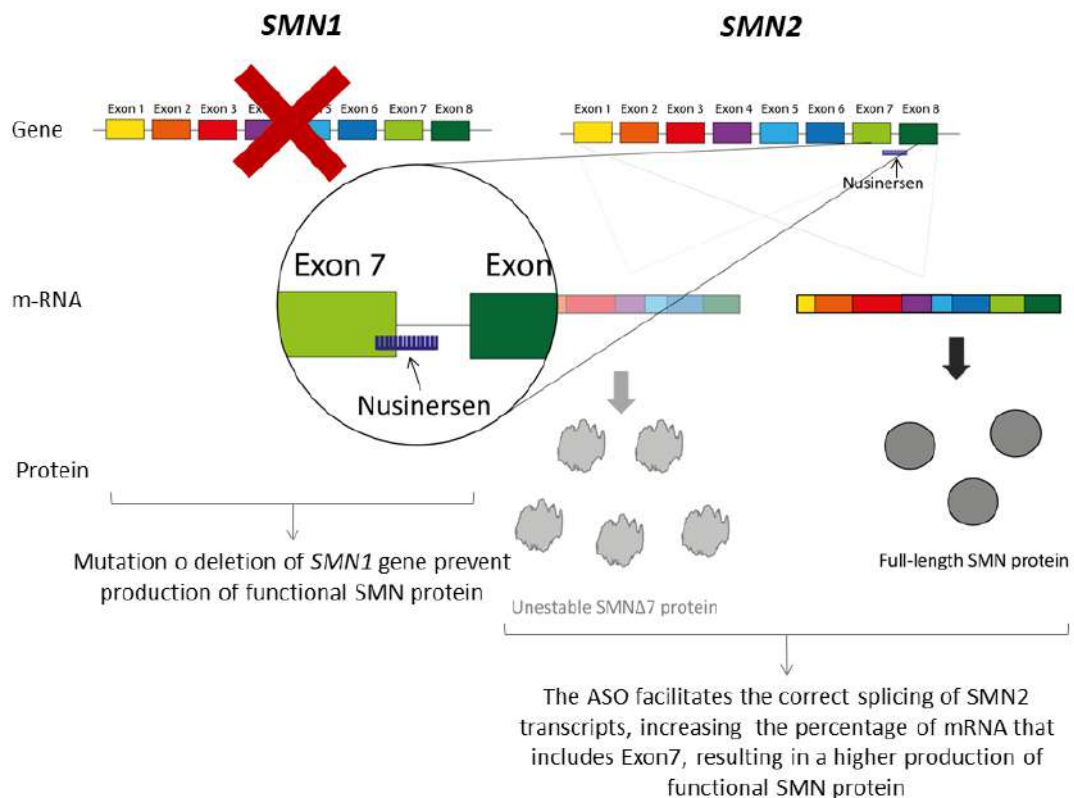 SMN1
SMN2
Exon 1 Exon 2 Exon 3 Exon 6 Exon 7 Exon 8
Exon 1 Exon 2 Exon 3 Exon 4 Exon 5 Exon 6 Exon 7 Exon 8
Gene
Nusinersen
Exon 7 Exon
m-RNA
Nusinersen
Protein
Mutation o deletion of SMN1 gene prevent
production of functional SMN protein
Full-length SMN protein
Unestable SMNΔ7 protein
The ASO facilitates the correct splicing of SMN2
transcripts, increasing the percentage of mRNA that
includes Exon7, resulting in a higher production of
functional SMN protein